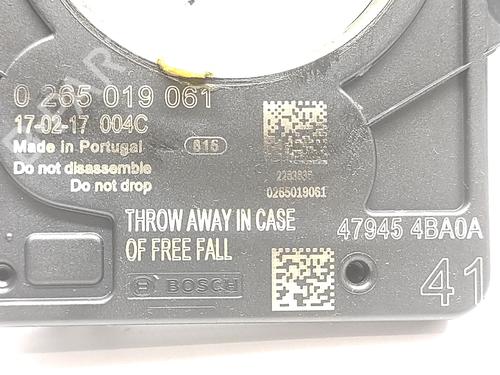 0 265 019 061
17-02-17 004C
Made in Portugal
816
Do not disassemble
Do not drop
0265019061
THROW AWAY IN CASE
OF FREE FALL
47945 4BA0A
BOSCH
41